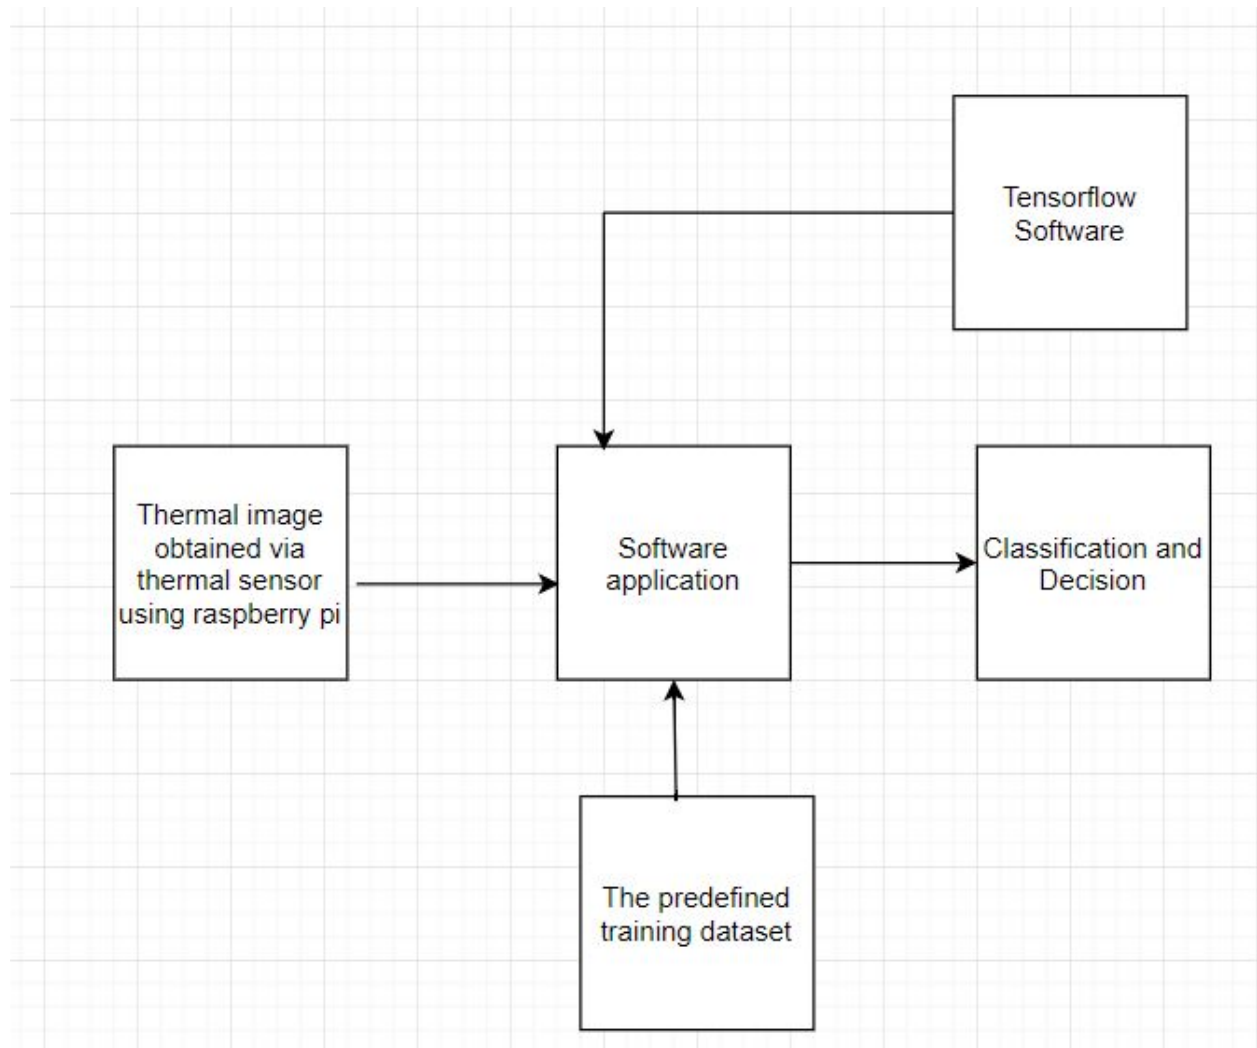 Tensorflow
Software
Thermal image
obtained via
thermal sensor
using raspberry pi
Software
application
Classification and
Decision
The predefined
training dataset